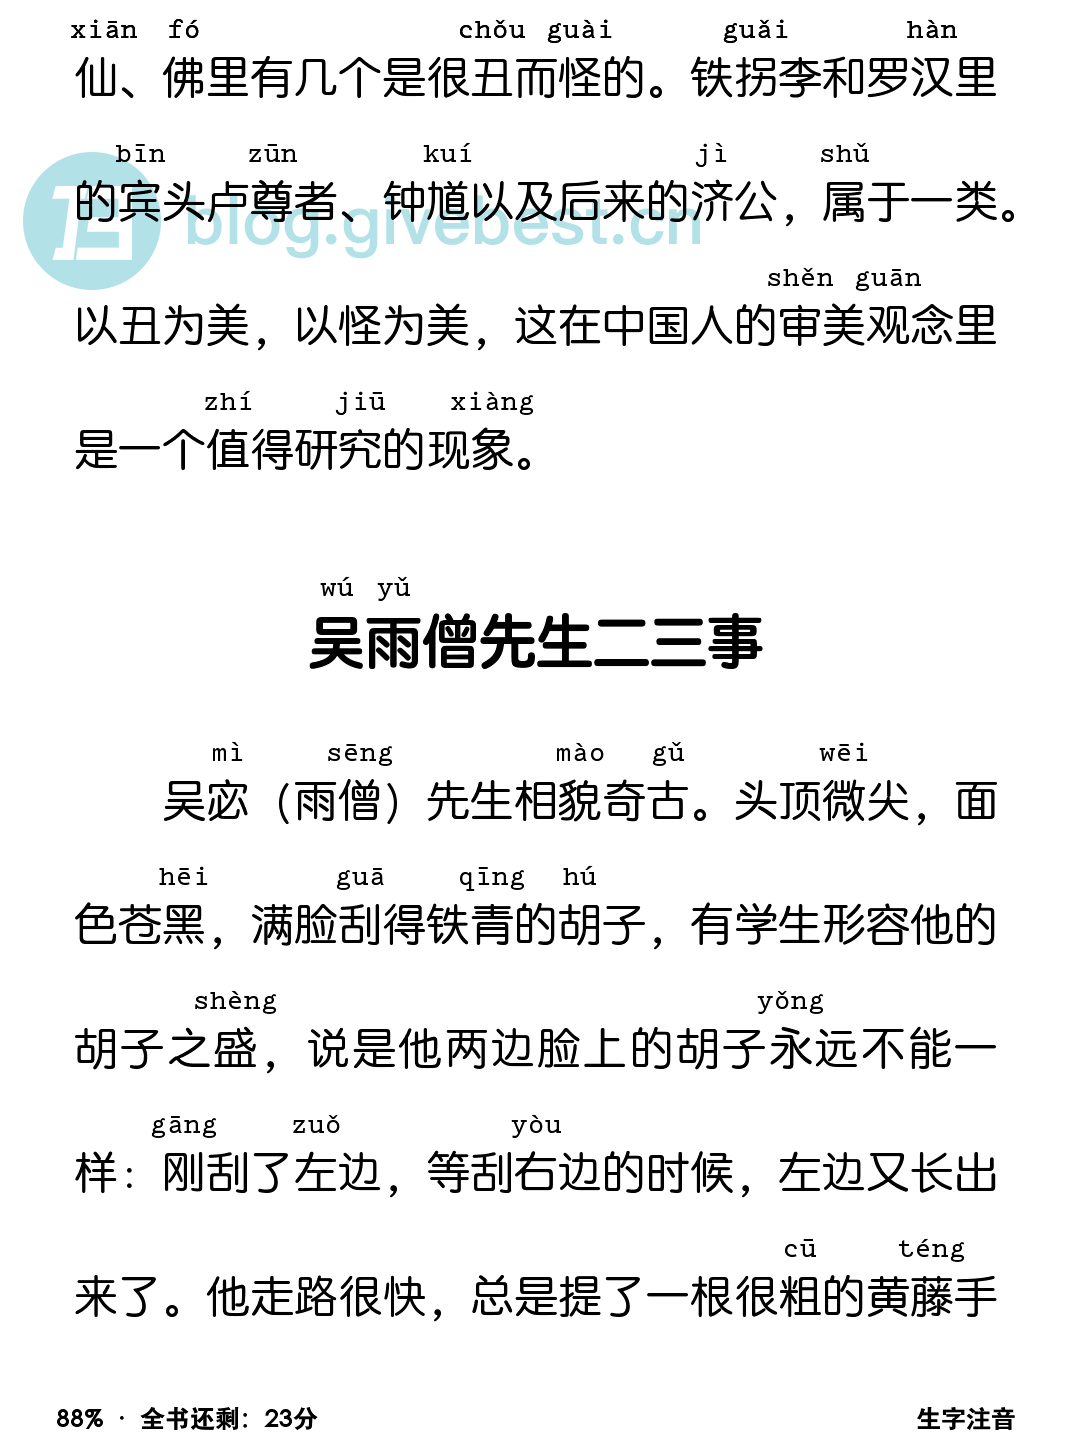 xiān fó chǒu guài guǎi hàn
仙、佛里有几个是很丑而怪的。铁拐李和罗汉里
bīn zūn kuí jì shǔ
的宾头卢尊者、钟馗以及后来的济公，属于一类。
blog.givebest.cn
shěn guān
以丑为美，以怪为美，这在中国人的审美观念里
zhí jiū xiàng
是一个值得研究的现象。
wú yǔ
吴雨僧先生二三事
mì sēng mào gǔ wēi
吴宓（雨僧）先生相貌奇古。头顶微尖，面
hēi guā qīng hú
色苍黑，满脸刮得铁青的胡子，有学生形容他的
shèng yǒng
胡子之盛，说是他两边脸上的胡子永远不能一
gāng zuǒ yòu
样：刚刮了左边，等刮右边的时候，左边又长出
cū téng
来了。他走路很快，总是提了一根很粗的黄藤手
88% · 全书还剩：23分 生字注音